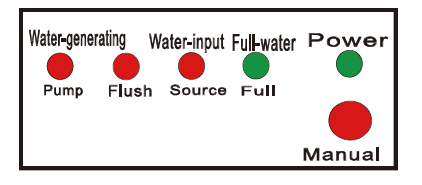 Water-generating Water-input Full-water Power
Pump Flush Source Full
Manual